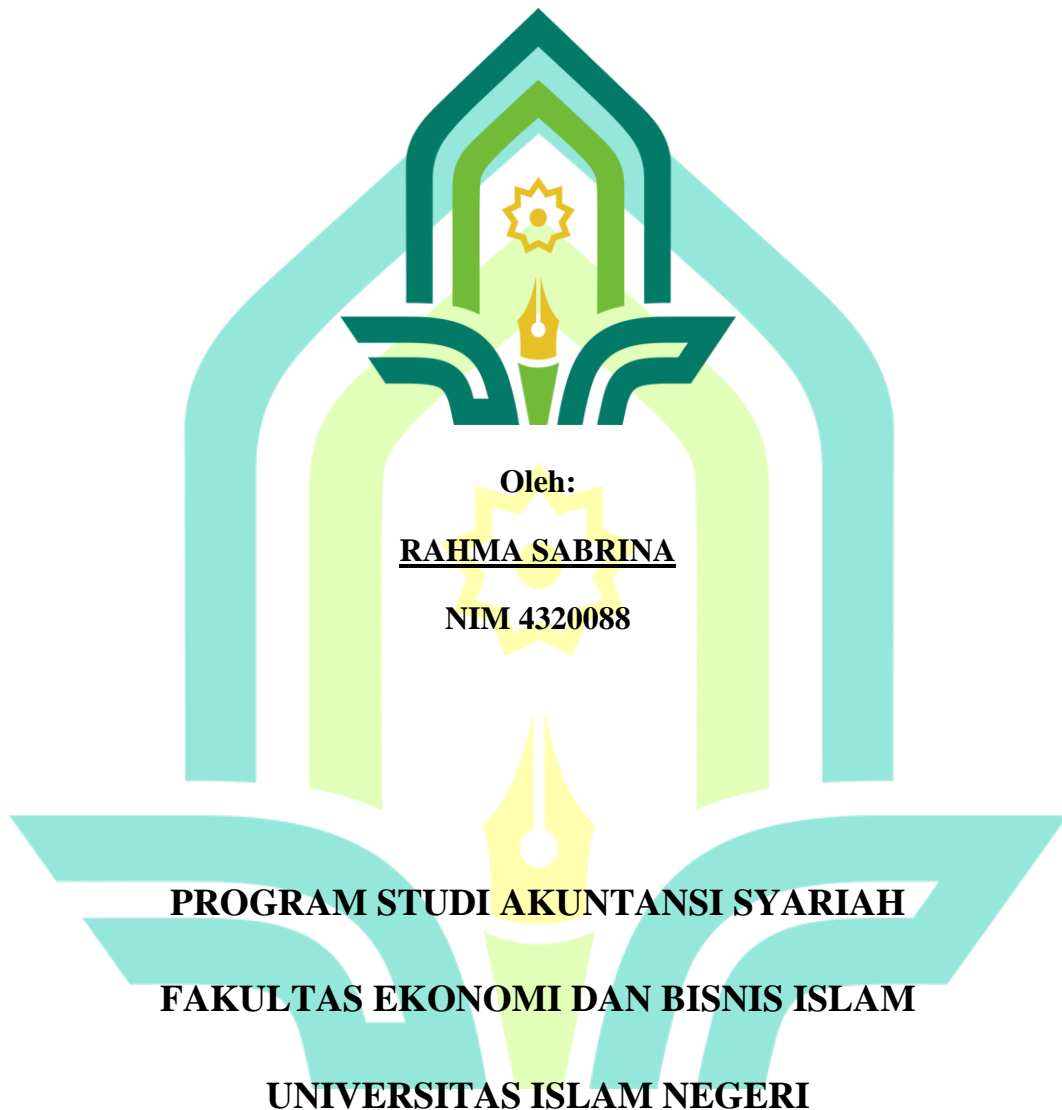 Oleh:
RAHMA SABRINA
NIM 4320088
PROGRAM STUDI AKUNTANSI SYARIAH
FAKULTAS EKONOMI DAN BISNIS ISLAM
UNIVERSITAS ISLAM NEGERI